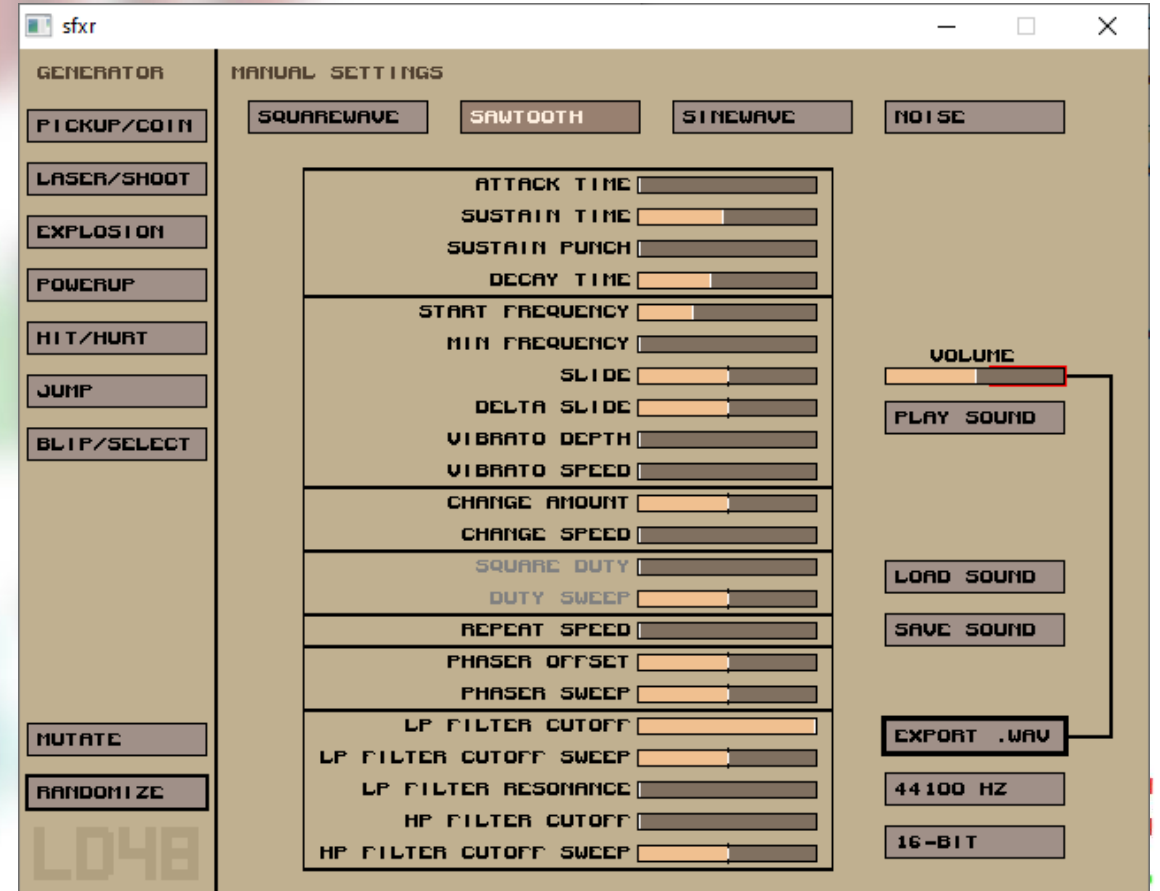 sfxr
GENERATOR
PICKUP/COIN
LASER/SHOOT
EXPLOSION
POWERUP
HIT/HURT
JUMP
BLIP/SELECT
MUTATE
RANDOMIZE
LD48
MANUAL SETTINGS
SQUAREWAVE SAWTOOTH SINEWAVE NOISE
ATTACK TIME
SUSTAIN TIME
SUSTAIN PUNCH
DECAY TIME
START FREQUENCY
MIN FREQUENCY
SLIDE
DELTA SLIDE
VIBRATO DEPTH
VIBRATO SPEED
CHANGE AMOUNT
CHANGE SPEED
SQUARE DUTY
DUTY SWEEP
REPEAT SPEED
PHASER OFFSET
PHASER SWEEP
LP FILTER CUTOFF
LP FILTER CUTOFF SWEEP
LP FILTER RESONANCE
HP FILTER CUTOFF
HP FILTER CUTOFF SWEEP
VOLUME
PLAY SOUND
LOAD SOUND
SAVE SOUND
EXPORT .WAV
44100 HZ
16-BIT